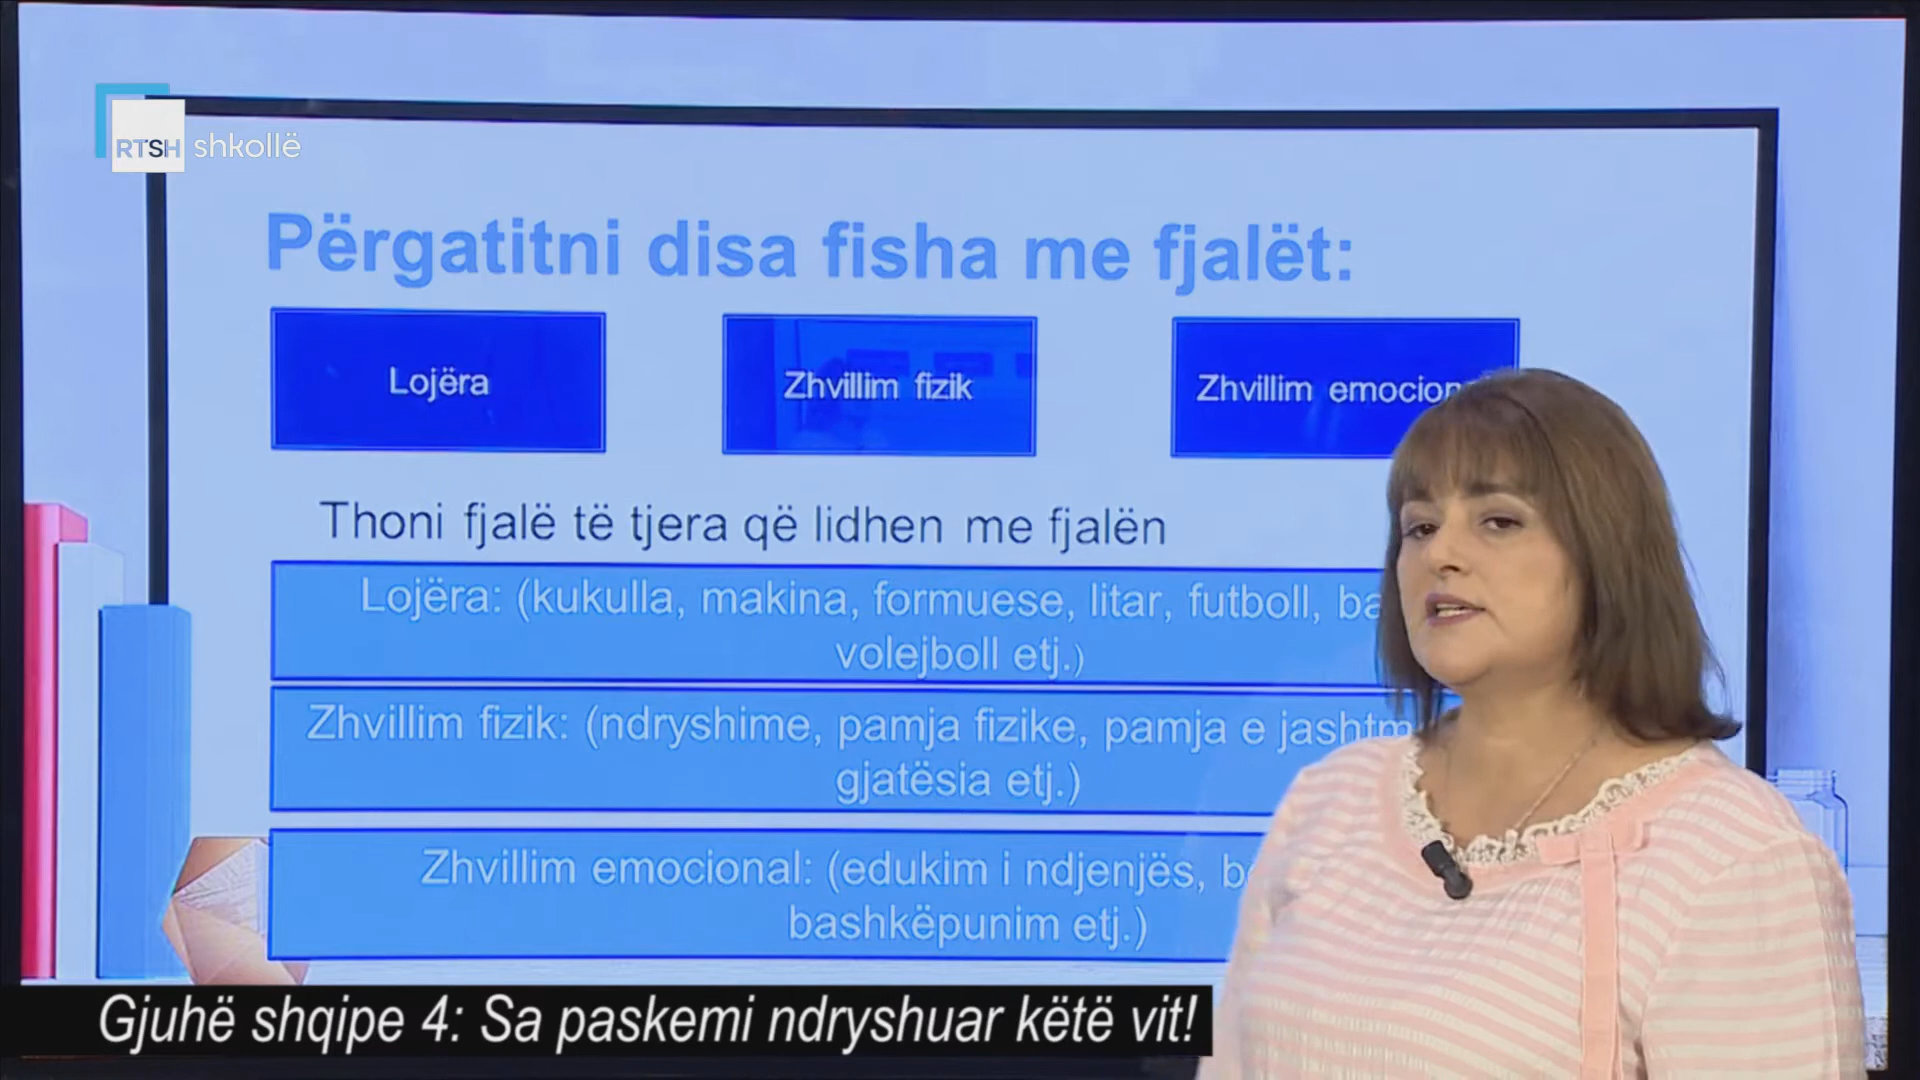 RTSH shkollë
Përgatitni disa fisha me fjalët:
Lojëra
Zhvillim fizik
Zhvillim
Thoni fjalë të tjera që lidhen me fjalën
Lojëra: (kukulla, makina, formuese, litar, futboll,
volejboll etj.)
Zhvillim fizik: (ndryshime, pamja fizike, pamja e
gjatësia etj.)
Zhvillim emocional: (edukim i ndjenjës,
bashkëpunim etj.)
Gjuhë shqipe 4: Sa paskemi ndryshuar këtë vit!